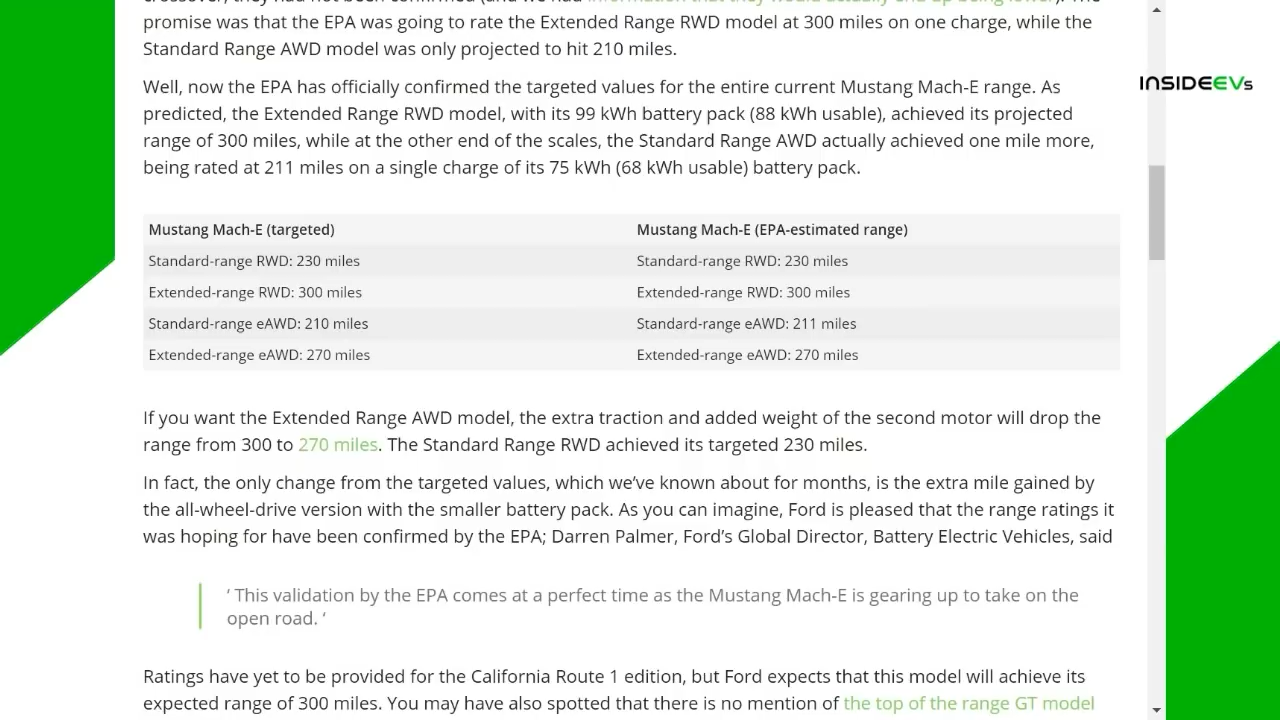 promise was that the EPA was going to rate the Extended Range RWD model at 300 miles on one charge, while the
Standard Range AWD model was only projected to hit 210 miles.
Well, now the EPA has officially confirmed the targeted values for the entire current Mustang Mach-E range. As
predicted, the Extended Range RWD model, with its 99 kWh battery pack (88 kWh usable), achieved its projected
range of 300 miles, while at the other end of the scales, the Standard Range AWD actually achieved one mile more,
being rated at 211 miles on a single charge of its 75 kWh (68 kWh usable) battery pack.
INSIDEEVs
Mustang Mach-E (targeted) Mustang Mach-E (EPA-estimated range)
Standard-range RWD: 230 miles Standard-range RWD: 230 miles
Extended-range RWD: 300 miles Extended-range RWD: 300 miles
Standard-range eAWD: 210 miles Standard-range eAWD: 211 miles
Extended-range eAWD: 270 miles Extended-range eAWD: 270 miles
If you want the Extended Range AWD model, the extra traction and added weight of the second motor will drop the
range from 300 to 270 miles. The Standard Range RWD achieved its targeted 230 miles.
In fact, the only change from the targeted values, which we’ve known about for months, is the extra mile gained by
the all-wheel-drive version with the smaller battery pack. As you can imagine, Ford is pleased that the range ratings it
was hoping for have been confirmed by the EPA; Darren Palmer, Ford’s Global Director, Battery Electric Vehicles, said
‘ This validation by the EPA comes at a perfect time as the Mustang Mach-E is gearing up to take on the
open road. ‘
Ratings have yet to be provided for the California Route 1 edition, but Ford expects that this model will achieve its
expected range of 300 miles. You may have also spotted that there is no mention of the top of the range GT model